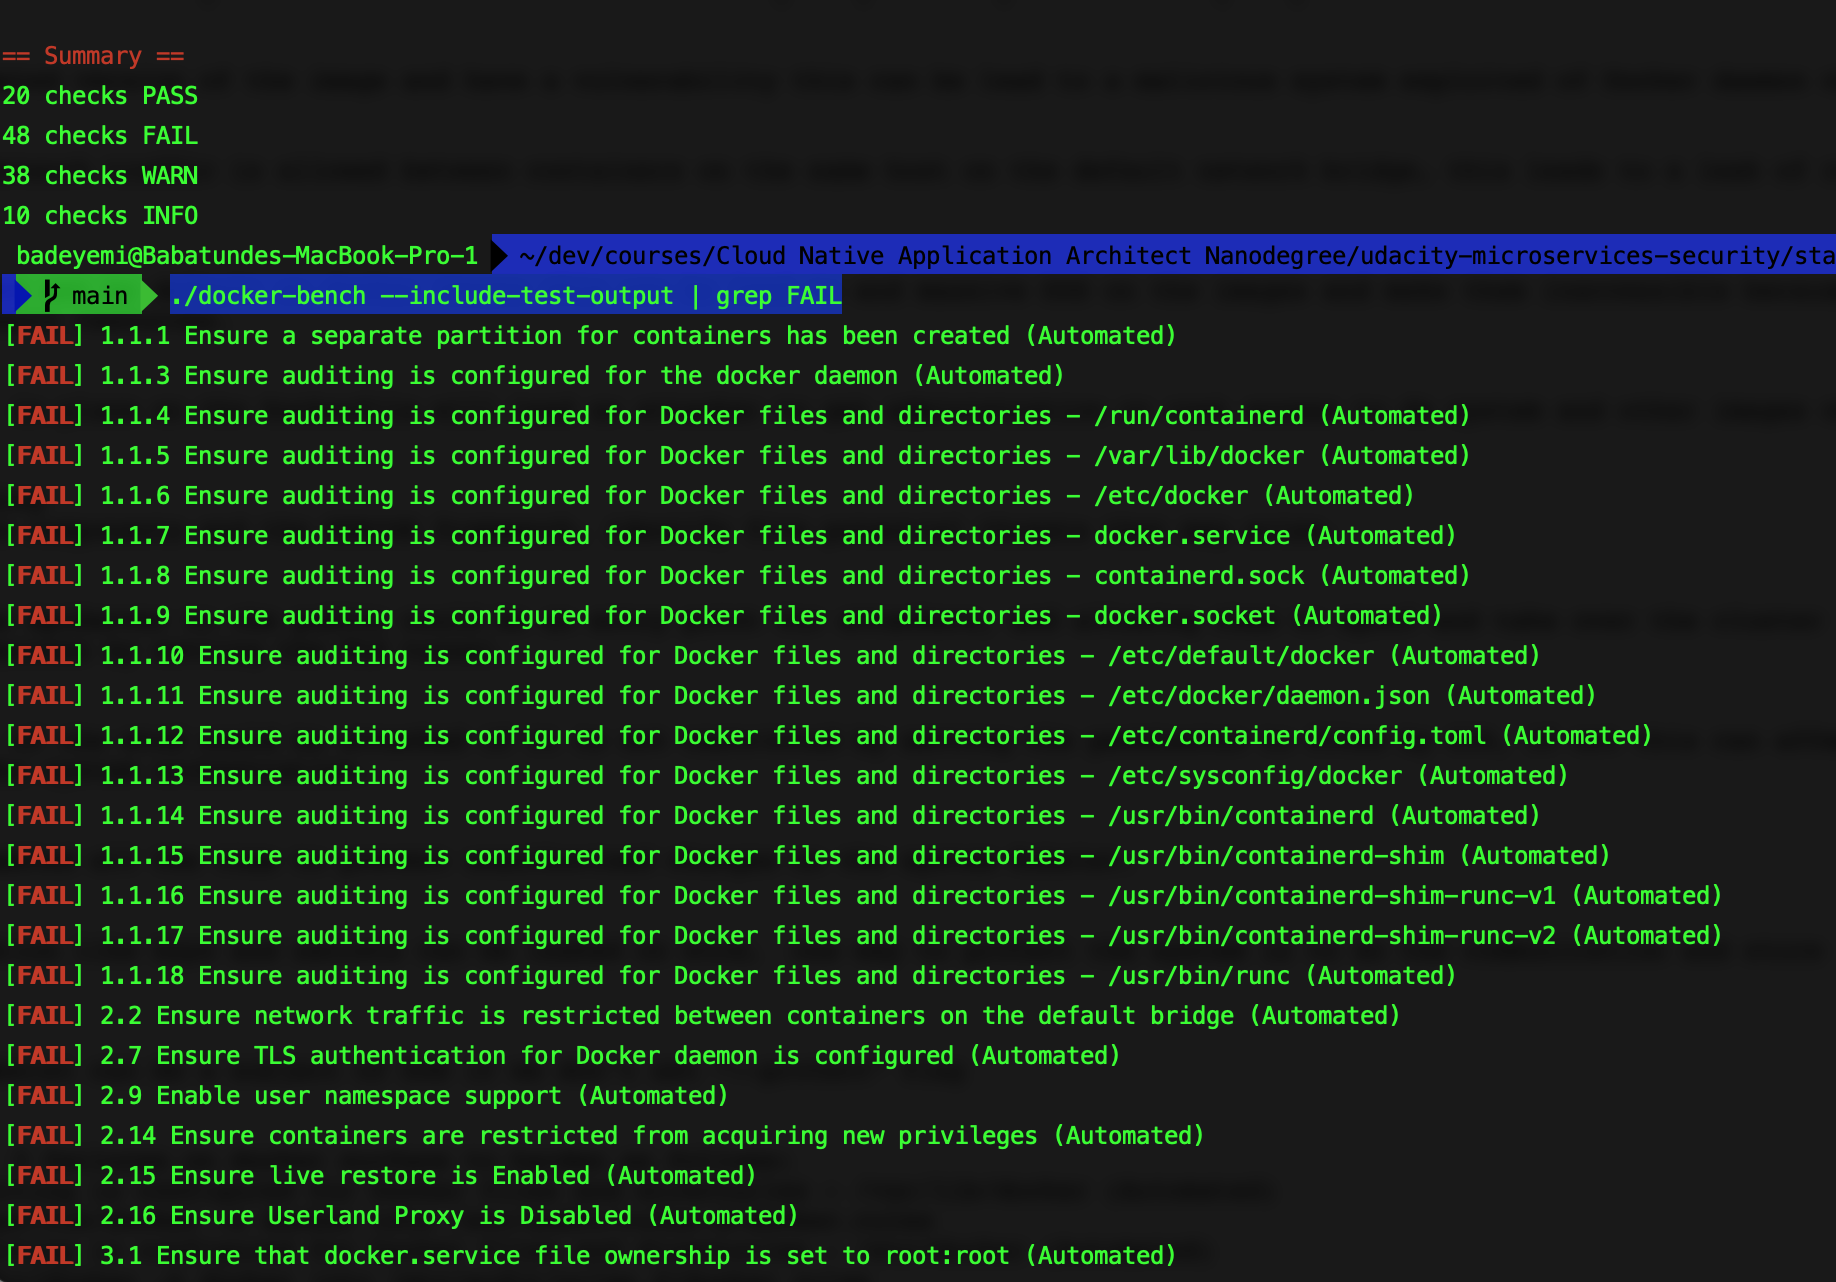 == Summary ==
20 checks PASS
48 checks FAIL
38 checks WARN
10 checks INFO
badeyemi@Babatundes-MacBook-Pro-1 ~/dev/courses/Cloud Native Application Architect Nanodegree/udacity-microservices-security/sta
main ./docker-bench --include-test-output | grep FAIL
[FAIL] 1.1.1 Ensure a separate partition for containers has been created (Automated)
[FAIL] 1.1.3 Ensure auditing is configured for the docker daemon (Automated)
[FAIL] 1.1.4 Ensure auditing is configured for Docker files and directories - /run/containerd (Automated)
[FAIL] 1.1.5 Ensure auditing is configured for Docker files and directories - /var/lib/docker (Automated)
[FAIL] 1.1.6 Ensure auditing is configured for Docker files and directories - /etc/docker (Automated)
[FAIL] 1.1.7 Ensure auditing is configured for Docker files and directories - docker.service (Automated)
[FAIL] 1.1.8 Ensure auditing is configured for Docker files and directories - containerd.sock (Automated)
[FAIL] 1.1.9 Ensure auditing is configured for Docker files and directories - docker.socket (Automated)
[FAIL] 1.1.10 Ensure auditing is configured for Docker files and directories - /etc/default/docker (Automated)
[FAIL] 1.1.11 Ensure auditing is configured for Docker files and directories - /etc/docker/daemon.json (Automated)
[FAIL] 1.1.12 Ensure auditing is configured for Docker files and directories - /etc/containerd/config.toml (Automated)
[FAIL] 1.1.13 Ensure auditing is configured for Docker files and directories - /etc/sysconfig/docker (Automated)
[FAIL] 1.1.14 Ensure auditing is configured for Docker files and directories - /usr/bin/containerd (Automated)
[FAIL] 1.1.15 Ensure auditing is configured for Docker files and directories - /usr/bin/containerd-shim (Automated)
[FAIL] 1.1.16 Ensure auditing is configured for Docker files and directories - /usr/bin/containerd-shim-runc-v1 (Automated)
[FAIL] 1.1.17 Ensure auditing is configured for Docker files and directories - /usr/bin/containerd-shim-runc-v2 (Automated)
[FAIL] 1.1.18 Ensure auditing is configured for Docker files and directories - /usr/bin/runc (Automated)
[FAIL] 2.2 Ensure network traffic is restricted between containers on the default bridge (Automated)
[FAIL] 2.7 Ensure TLS authentication for Docker daemon is configured (Automated)
[FAIL] 2.9 Enable user namespace support (Automated)
[FAIL] 2.14 Ensure containers are restricted from acquiring new privileges (Automated)
[FAIL] 2.15 Ensure live restore is Enabled (Automated)
[FAIL] 2.16 Ensure Userland Proxy is Disabled (Automated)
[FAIL] 3.1 Ensure that docker.service file ownership is set to root:root (Automated)